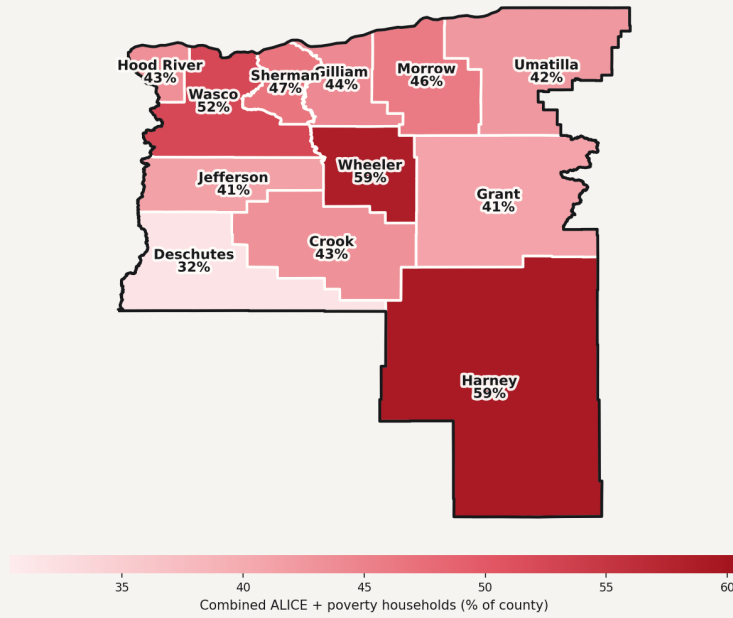 Hood River
43%
Wasco
52%
Sherman
47%
Gilliam
44%
Morrow
46%
Umatilla
42%
Jefferson
41%
Wheeler
59%
Grant
41%
Deschutes
32%
Crook
43%
Harney
59%
35 40 45 50 55 60
Combined ALICE + poverty households (% of county)